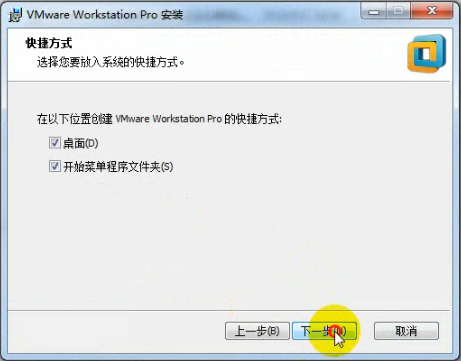 VMware Workstation Pro 安装
快捷方式
选择您要放入系统的快捷方式。
在以下位置创建 VMware Workstation Pro 的快捷方式:
桌面(D)
开始菜单程序文件夹(S)
上一步(B)
下一步(N)
取消